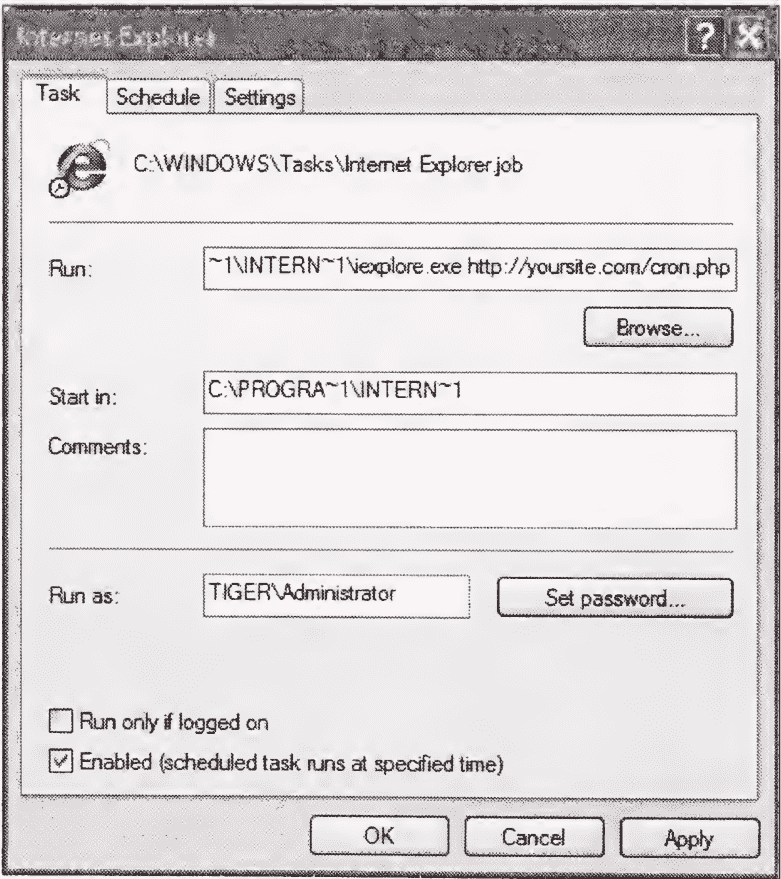 Internet Explorer
Task Schedule Settings
C:\WINDOWS\Tasks\Internet Explorer.job
Run: ~1\INTERN~1\iexplore.exe http://yoursite.com/cron.php
Browse...
Start in: C:\PROGRA~1\INTERN~1
Comments:
Run as: TIGER\Administrator Set password...
Run only if logged on
Enabled (scheduled task runs at specified time)
OK Cancel Apply